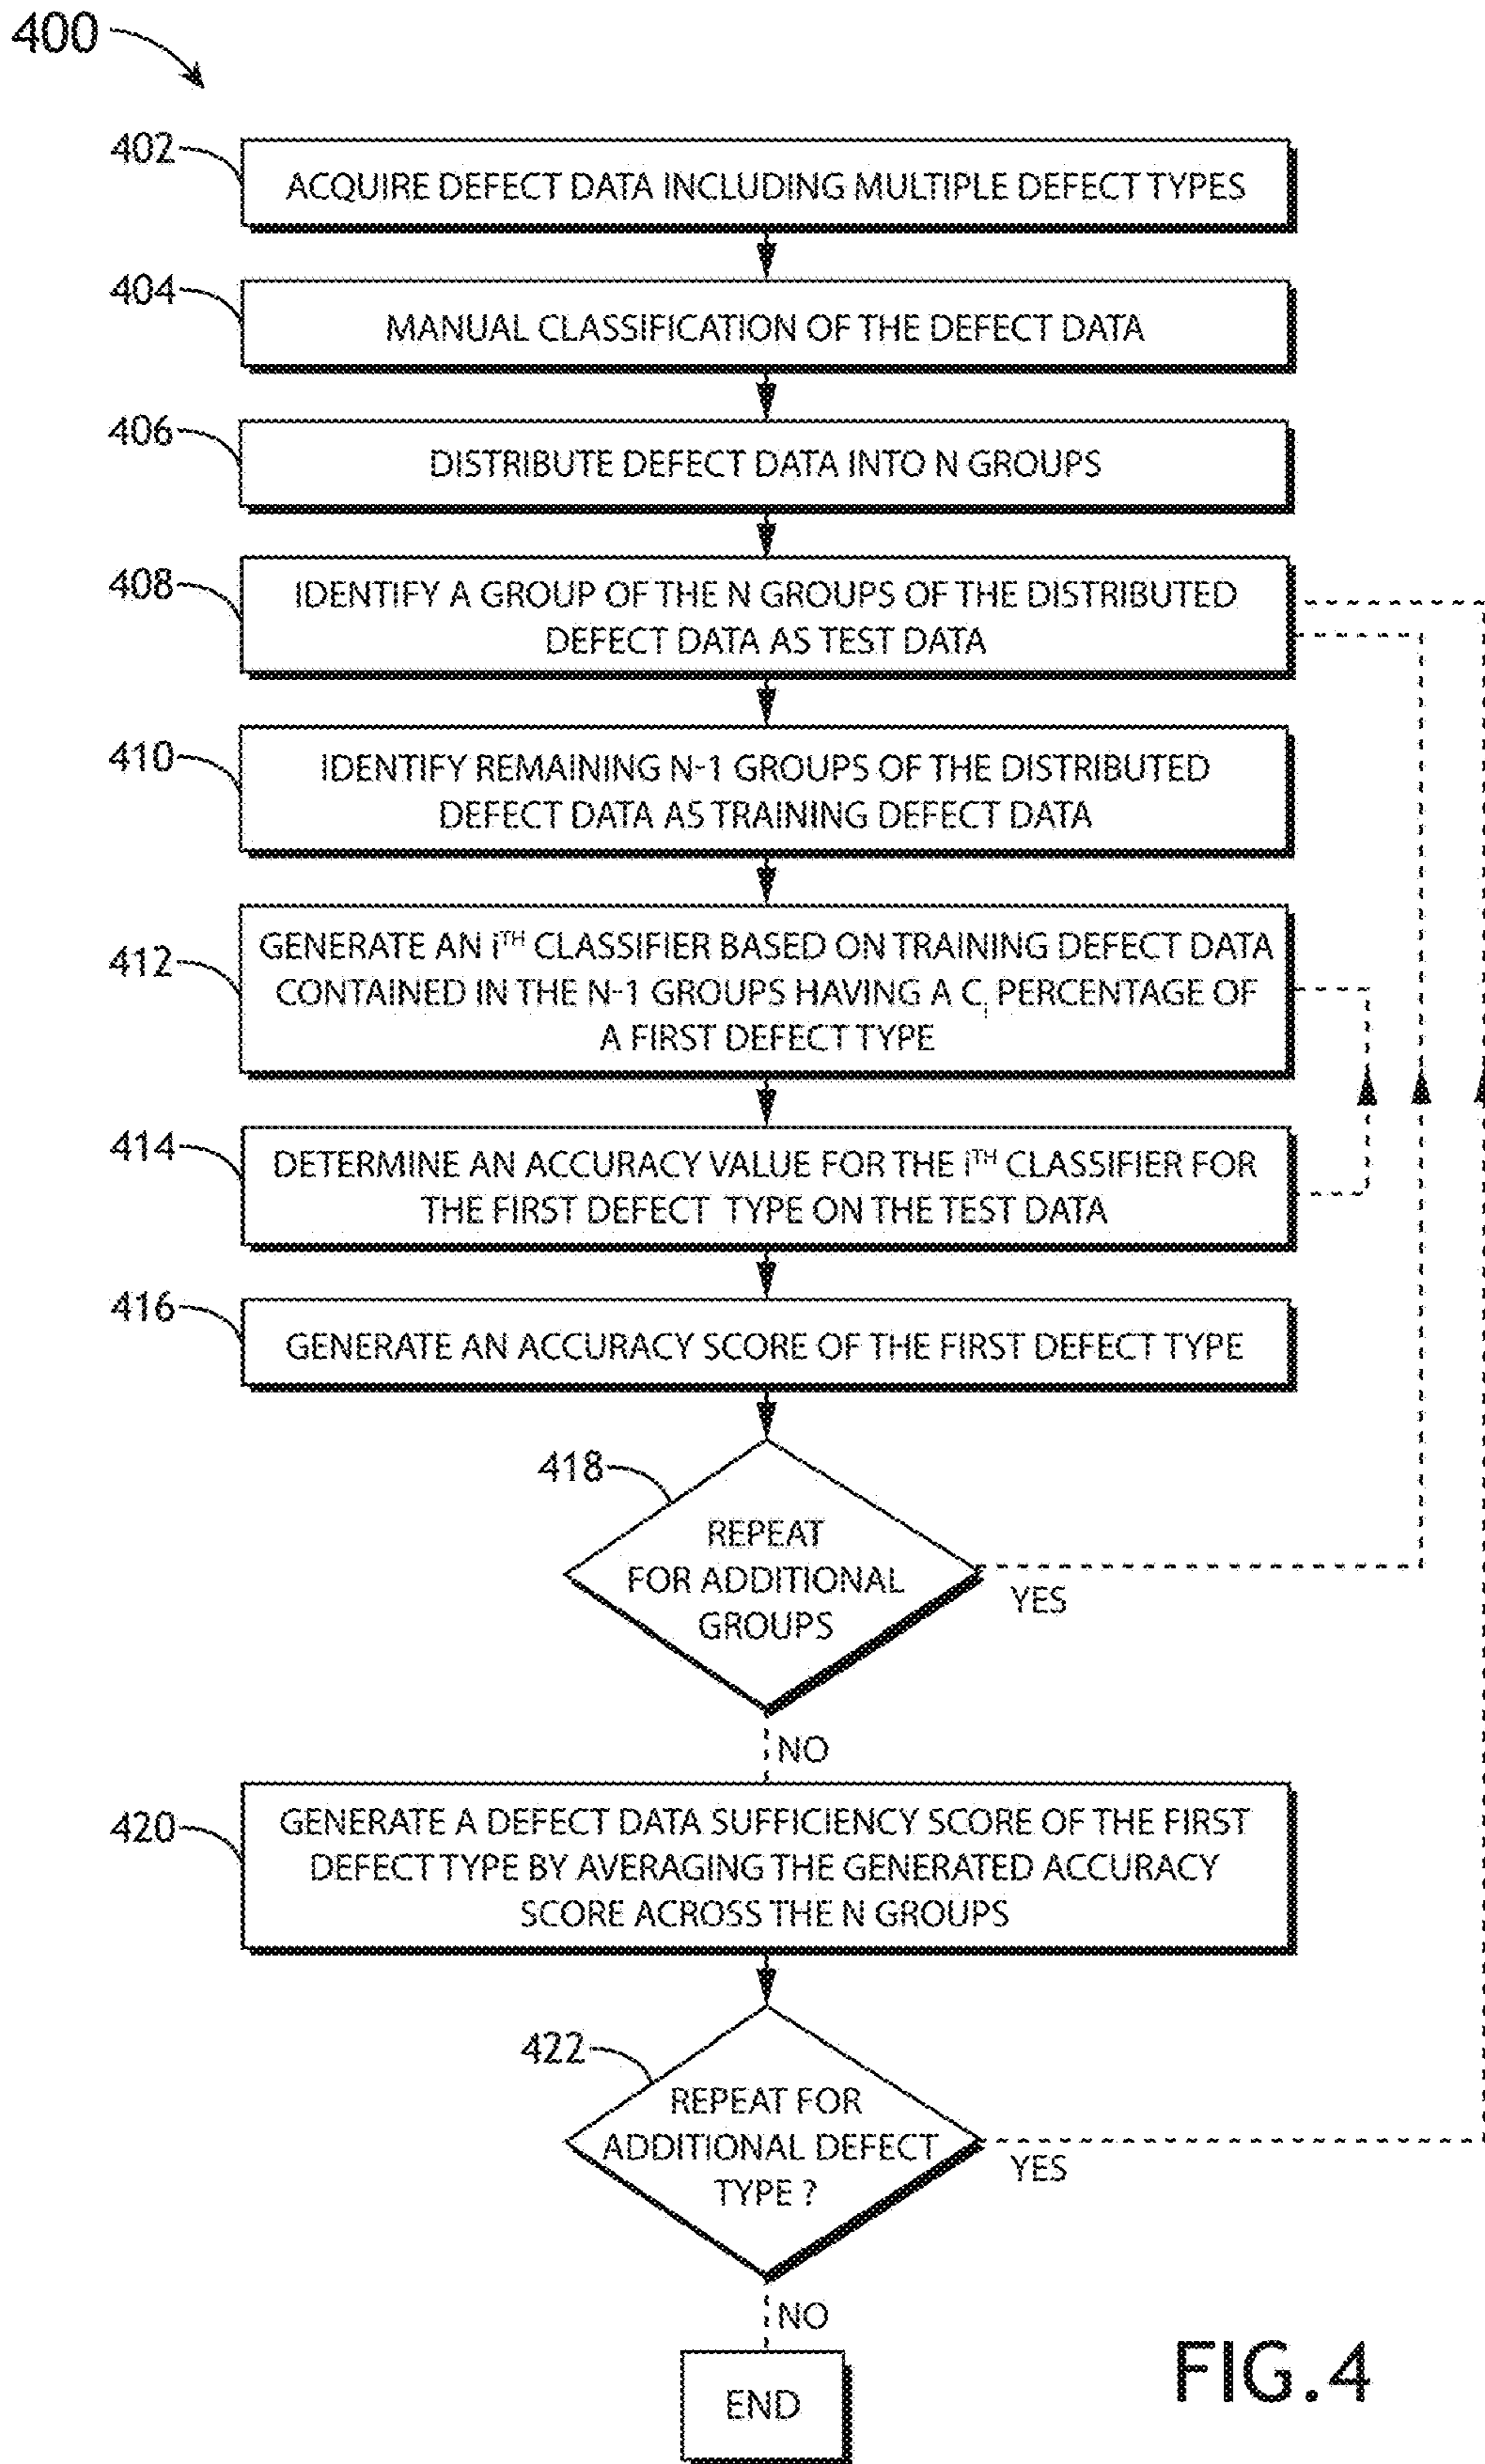 400
402
ACQUIRE DEFECT DATA INCLUDING MULTIPLE DEFECT TYPES
404
MANUAL CLASSIFICATION OF THE DEFECT DATA
406
DISTRIBUTE DEFECT DATA INTO N GROUPS
408
IDENTIFY A GROUP OF THE N GROUPS OF THE DISTRIBUTED
DEFECT DATA AS TEST DATA
410
IDENTIFY REMAINING N-1 GROUPS OF THE DISTRIBUTED
DEFECT DATA AS TRAINING DEFECT DATA
412
GENERATE AN iTH CLASSIFIER BASED ON TRAINING DEFECT DATA
CONTAINED IN THE N-1 GROUPS HAVING A Ci PERCENTAGE OF
A FIRST DEFECT TYPE
414
DETERMINE AN ACCURACY VALUE FOR THE iTH CLASSIFIER FOR
THE FIRST DEFECT TYPE ON THE TEST DATA
416
GENERATE AN ACCURACY SCORE OF THE FIRST DEFECT TYPE
418
REPEAT
FOR ADDITIONAL
GROUPS
YES
NO
420
GENERATE A DEFECT DATA SUFFICIENCY SCORE OF THE FIRST
DEFECT TYPE BY AVERAGING THE GENERATED ACCURACY
SCORE ACROSS THE N GROUPS
422
REPEAT FOR
ADDITIONAL DEFECT
TYPE ?
YES
NO
END
FIG. 4